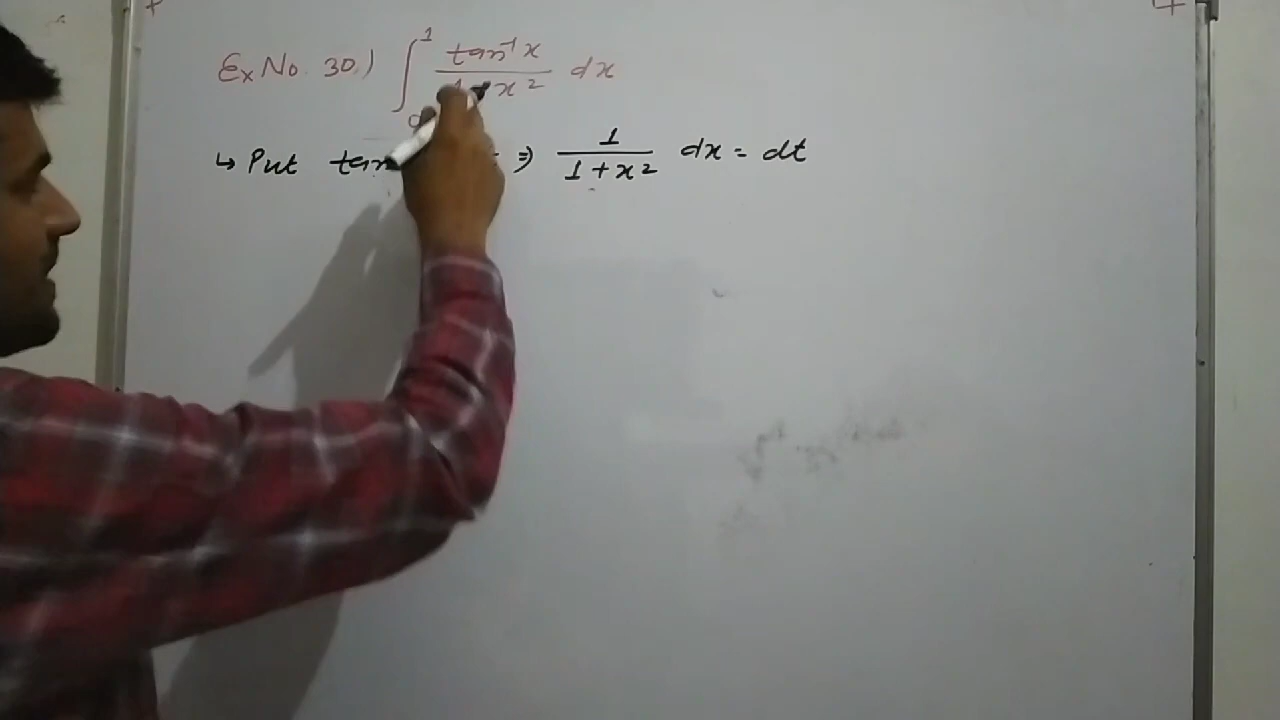 Ex No. 30.) ∫₀¹ tan⁻¹x / 1+x² dx
↳ Put tan ⇒ 1 / 1+x² dx = dt